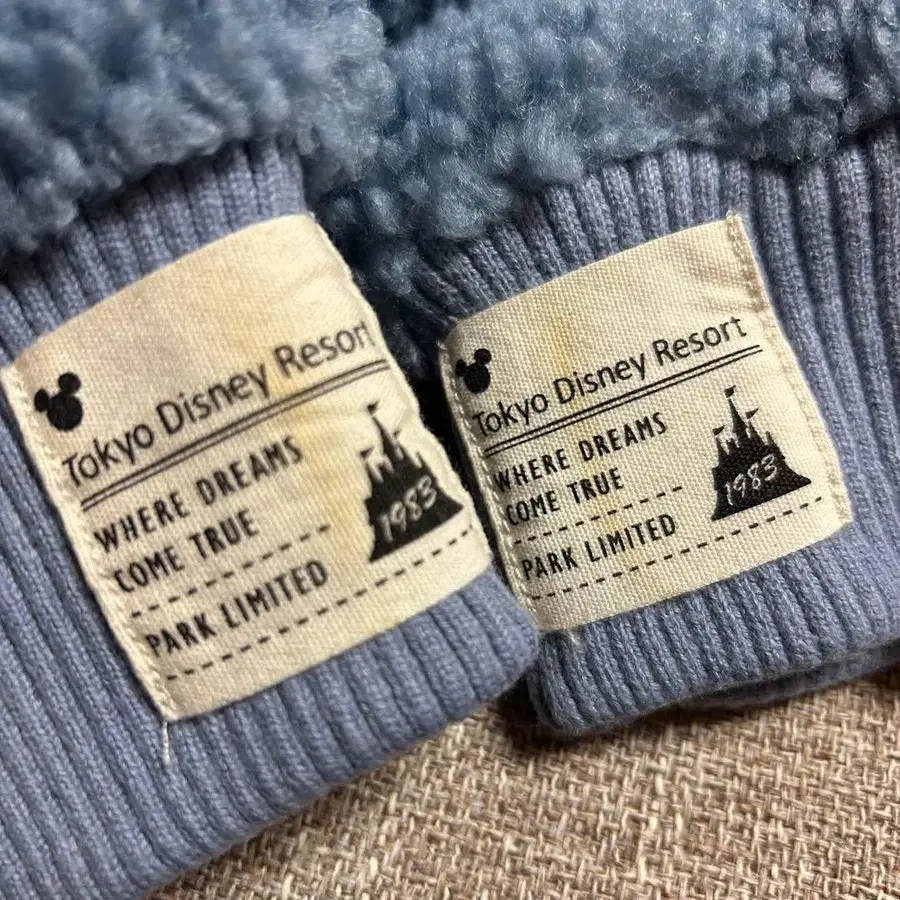 Tokyo Disney Resort
WHERE DREAMS
COME TRUE
1983
PARK LIMITED
Tokyo Disney Resort
WHERE DREAMS
COME TRUE
1983
PARK LIMITED